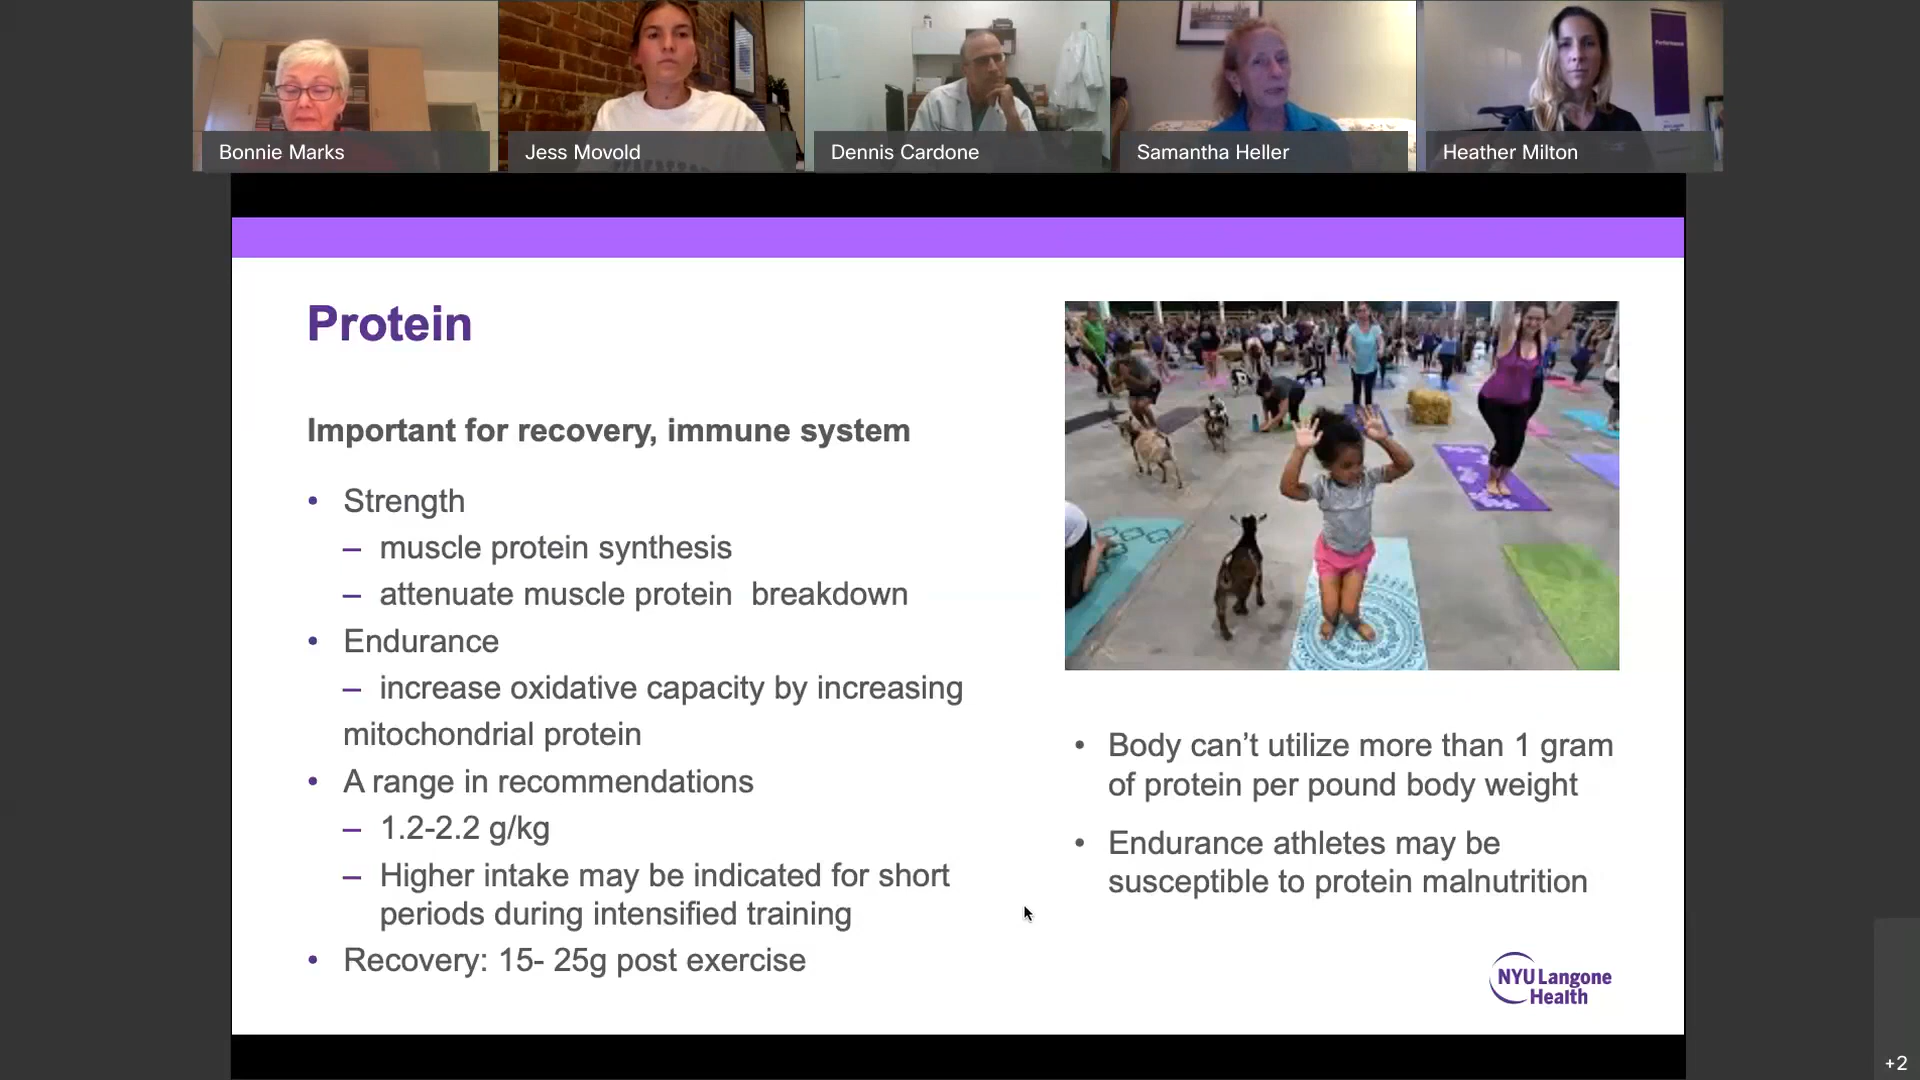 Bonnie Marks
Jess Movold
Dennis Cardone
Samantha Heller
Heather Milton
Performance
Protein
Important for recovery, immune system
• Strength
– muscle protein synthesis
– attenuate muscle protein  breakdown
• Endurance
– increase oxidative capacity by increasing
mitochondrial protein
• A range in recommendations
– 1.2-2.2 g/kg
– Higher intake may be indicated for short
periods during intensified training
• Recovery: 15- 25g post exercise
• Body can’t utilize more than 1 gram
of protein per pound body weight
• Endurance athletes may be
susceptible to protein malnutrition
NYU Langone
Health
+2